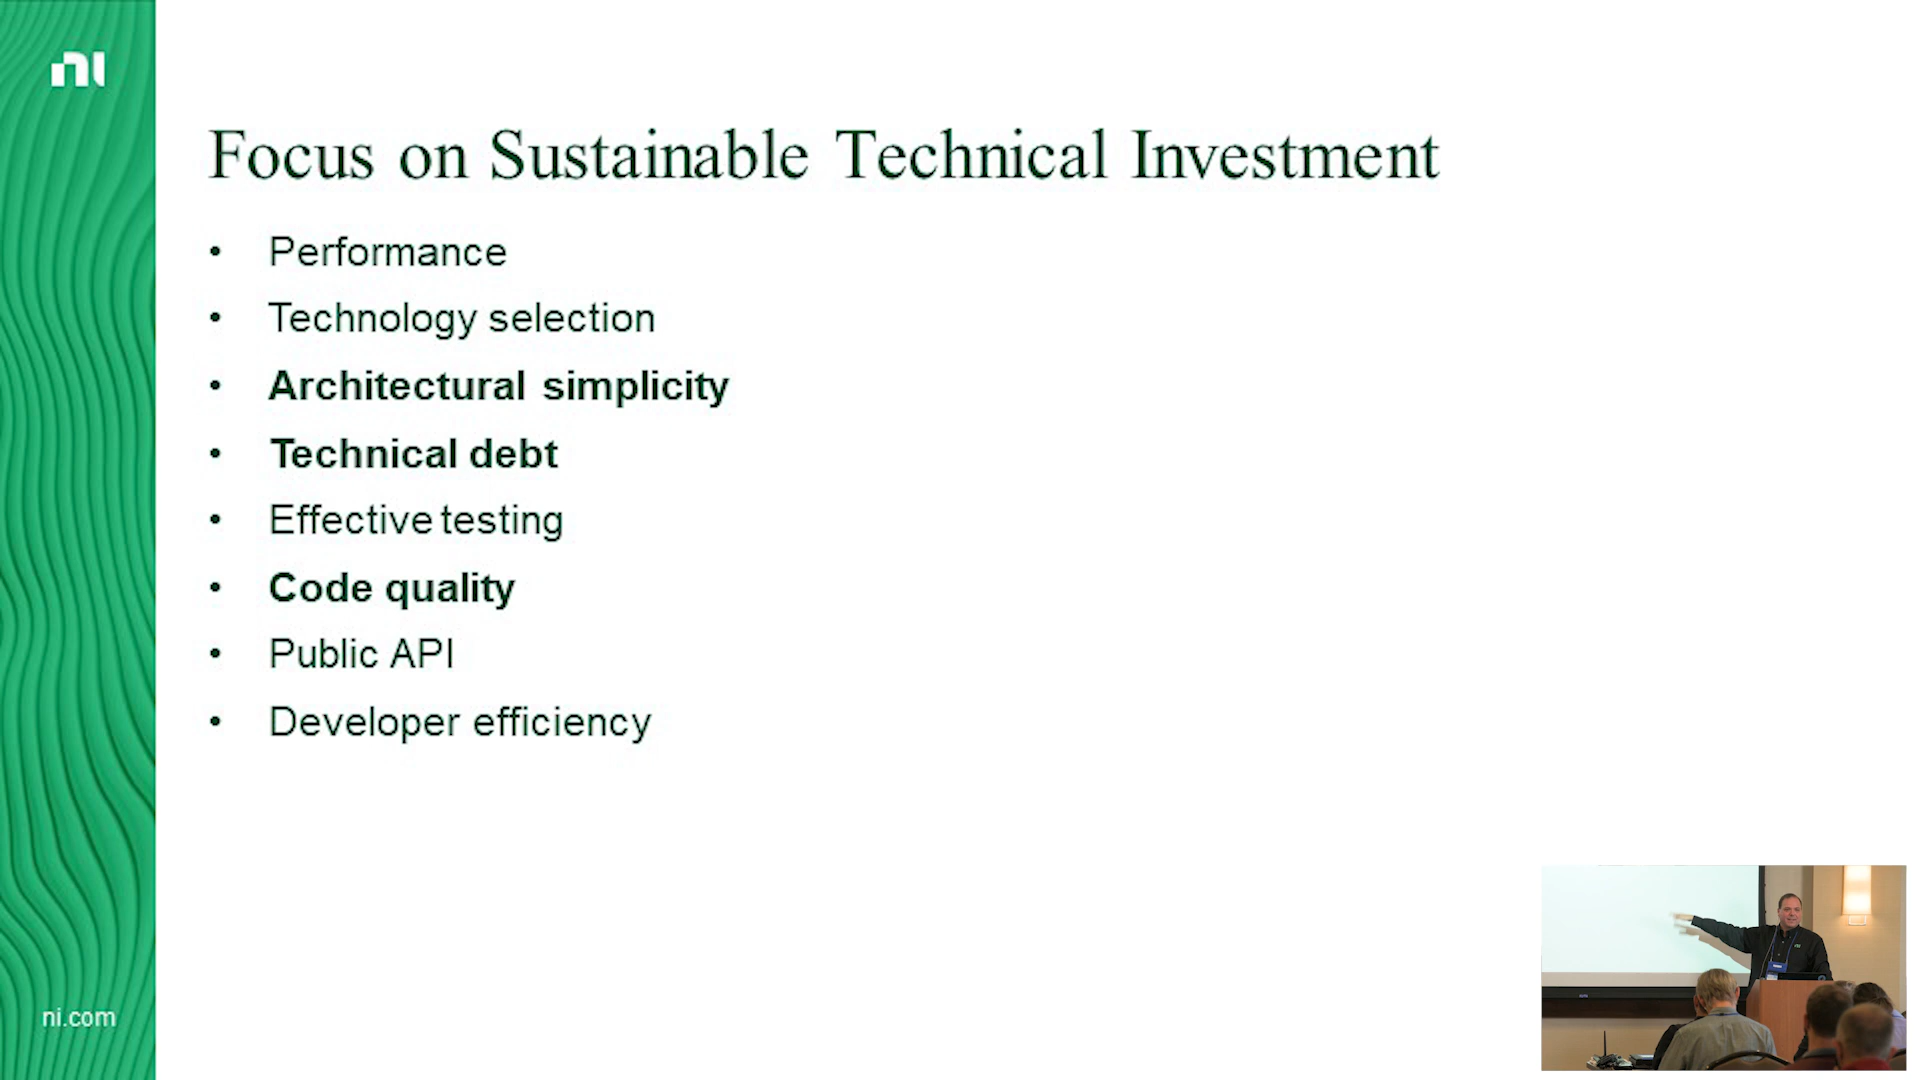 ni
Focus on Sustainable Technical Investment
• Performance
• Technology selection
• Architectural simplicity
• Technical debt
• Effective testing
• Code quality
• Public API
• Developer efficiency
ni.com